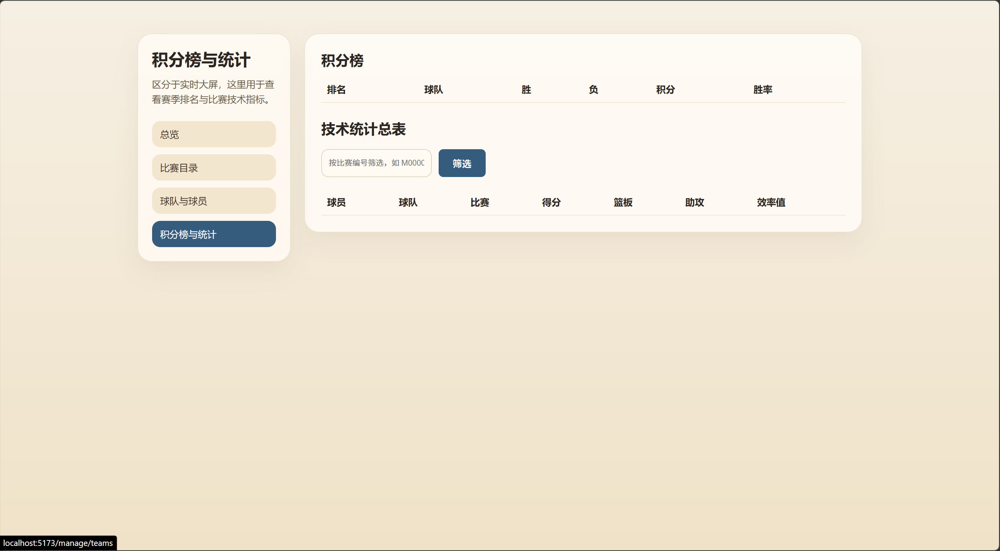 积分榜与统计
区分于实时大屏，这里用于查
看赛季排名与比赛技术指标。
总览
比赛目录
球队与球员
积分榜与统计
积分榜
排名 球队 胜 负 积分 胜率
技术统计总表
按比赛编号筛选，如 M000
筛选
球员 球队 比赛 得分 篮板 助攻 效率值
localhost:5173/manage/teams